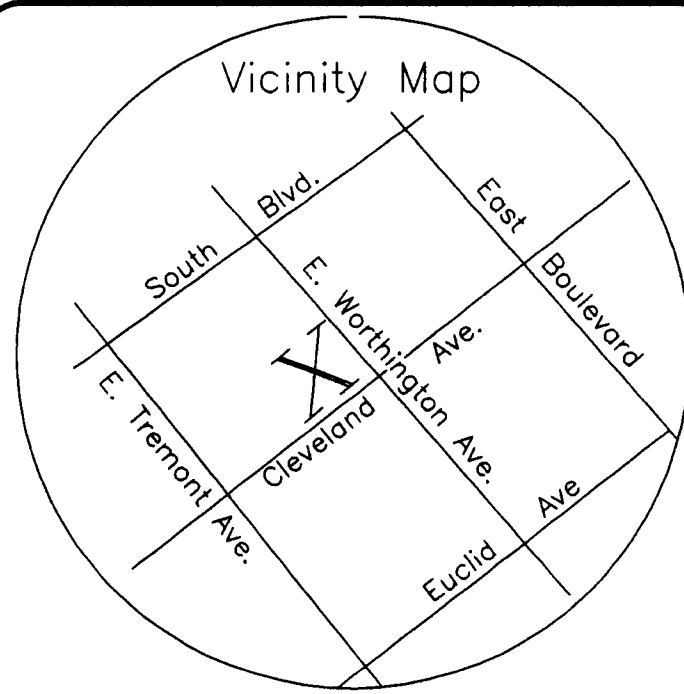 Vicinity Map
South Blvd.
East Boulevard
E. Worthington Ave.
E. Tremont Ave.
Cleveland Ave.
Euclid Ave
X